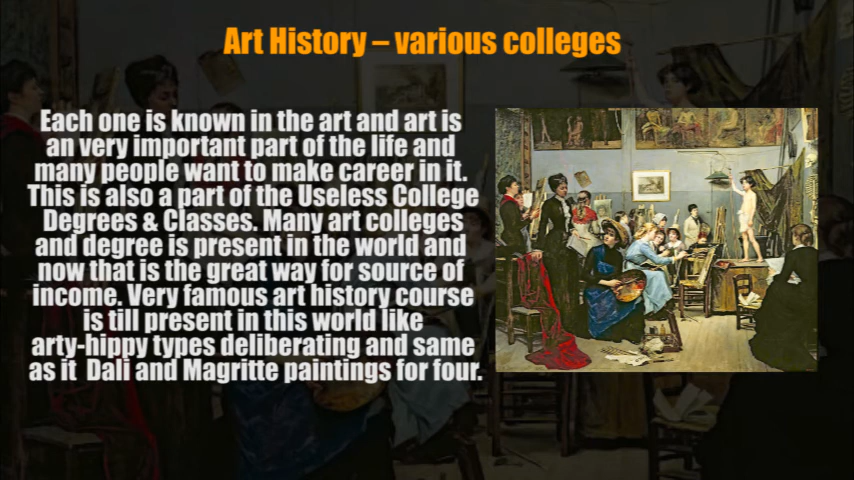 Art History – various colleges
Each one is known in the art and art is
an very important part of the life and
many people want to make career in it.
This is also a part of the Useless College
Degrees & Classes. Many art colleges
and degree is present in the world and
now that is the great way for source of
income. Very famous art history course
is till present in this world like
arty-hippy types deliberating and same
as it  Dali and Magritte paintings for four.